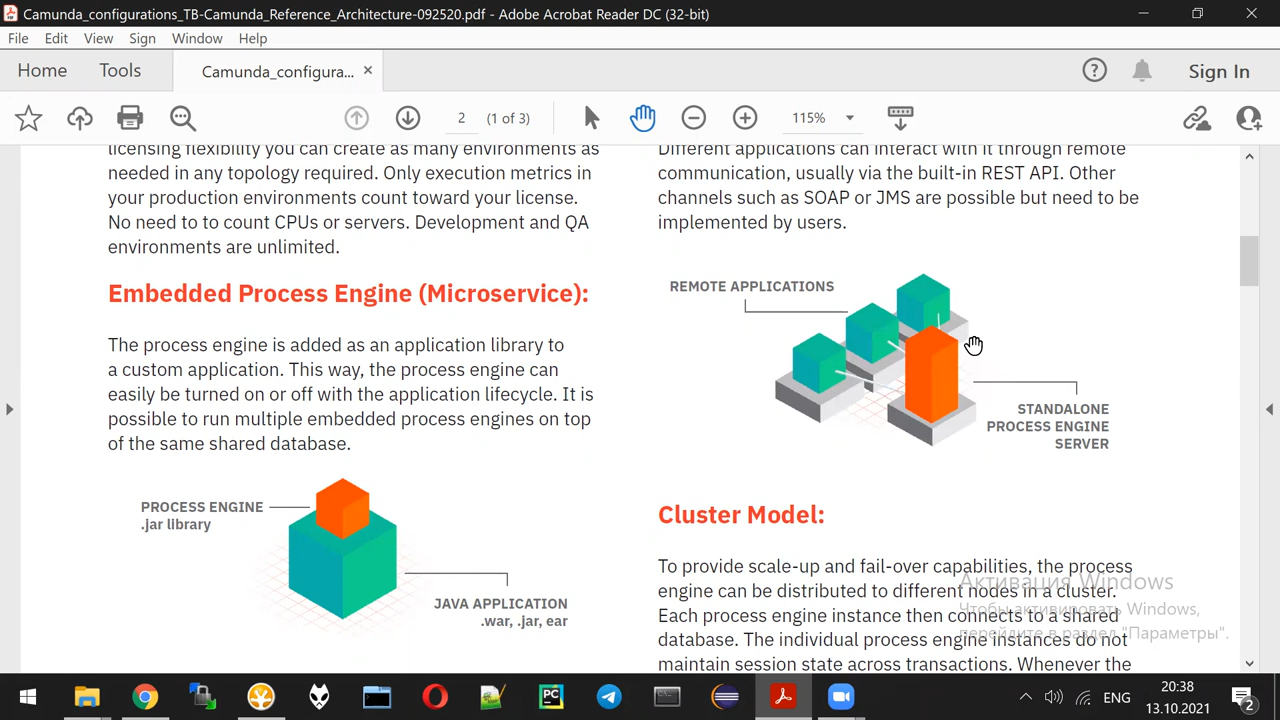 Camunda_configurations_TB-Camunda_Reference_Architecture-092520.pdf - Adobe Acrobat Reader DC (32-bit)
File Edit View Sign Window Help
Home Tools Camunda_configura... × Sign In
2 (1 of 3) 115%
licensing flexibility you can create as many environments as
needed in any topology required. Only execution metrics in
your production environments count toward your license.
No need to to count CPUs or servers. Development and QA
environments are unlimited.
Embedded Process Engine (Microservice):
The process engine is added as an application library to
a custom application. This way, the process engine can
easily be turned on or off with the application lifecycle. It is
possible to run multiple embedded process engines on top
of the same shared database.
PROCESS ENGINE
.jar library
JAVA APPLICATION
.war, .jar, ear
Different applications can interact with it through remote
communication, usually via the built-in REST API. Other
channels such as SOAP or JMS are possible but need to be
implemented by users.
REMOTE APPLICATIONS
STANDALONE
PROCESS ENGINE
SERVER
Cluster Model:
To provide scale-up and fail-over capabilities, the process
engine can be distributed to different nodes in a cluster.
Each process engine instance then connects to a shared
database. The individual process engine instances do not
maintain session state across transactions. Whenever the
Активация Windows
Чтобы активировать Windows,
перейдите в раздел "Параметры".
PC
ENG
20:38
13.10.2021
2